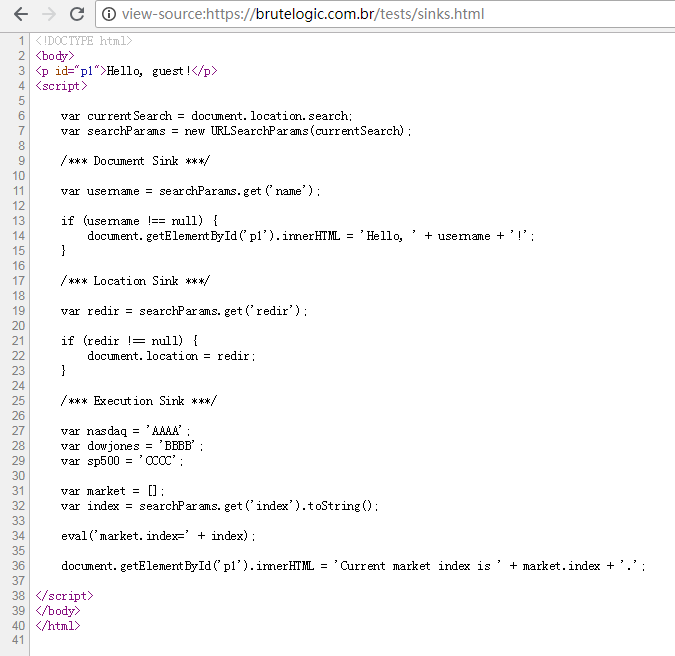 view-source:https://brutelogic.com.br/tests/sinks.html
1 <!DOCTYPE html>
2 <body>
3 <p id="p1">Hello, guest!</p>
4 <script>
5
6 var currentSearch = document.location.search;
7 var searchParams = new URLSearchParams(currentSearch);
8
9 /*** Document Sink ***/
10
11 var username = searchParams.get('name');
12
13 if (username !== null) {
14 document.getElementById('p1').innerHTML = 'Hello, ' + username + '!';
15 }
16
17 /*** Location Sink ***/
18
19 var redir = searchParams.get('redir');
20
21 if (redir !== null) {
22 document.location = redir;
23 }
24
25 /*** Execution Sink ***/
26
27 var nasdaq = 'AAAA';
28 var dowjones = 'BBBB';
29 var sp500 = 'CCCC';
30
31 var market = [];
32 var index = searchParams.get('index').toString();
33
34 eval('market.index=' + index);
35
36 document.getElementById('p1').innerHTML = 'Current market index is ' + market.index + '.';
37
38 </script>
39 </body>
40 </html>
41